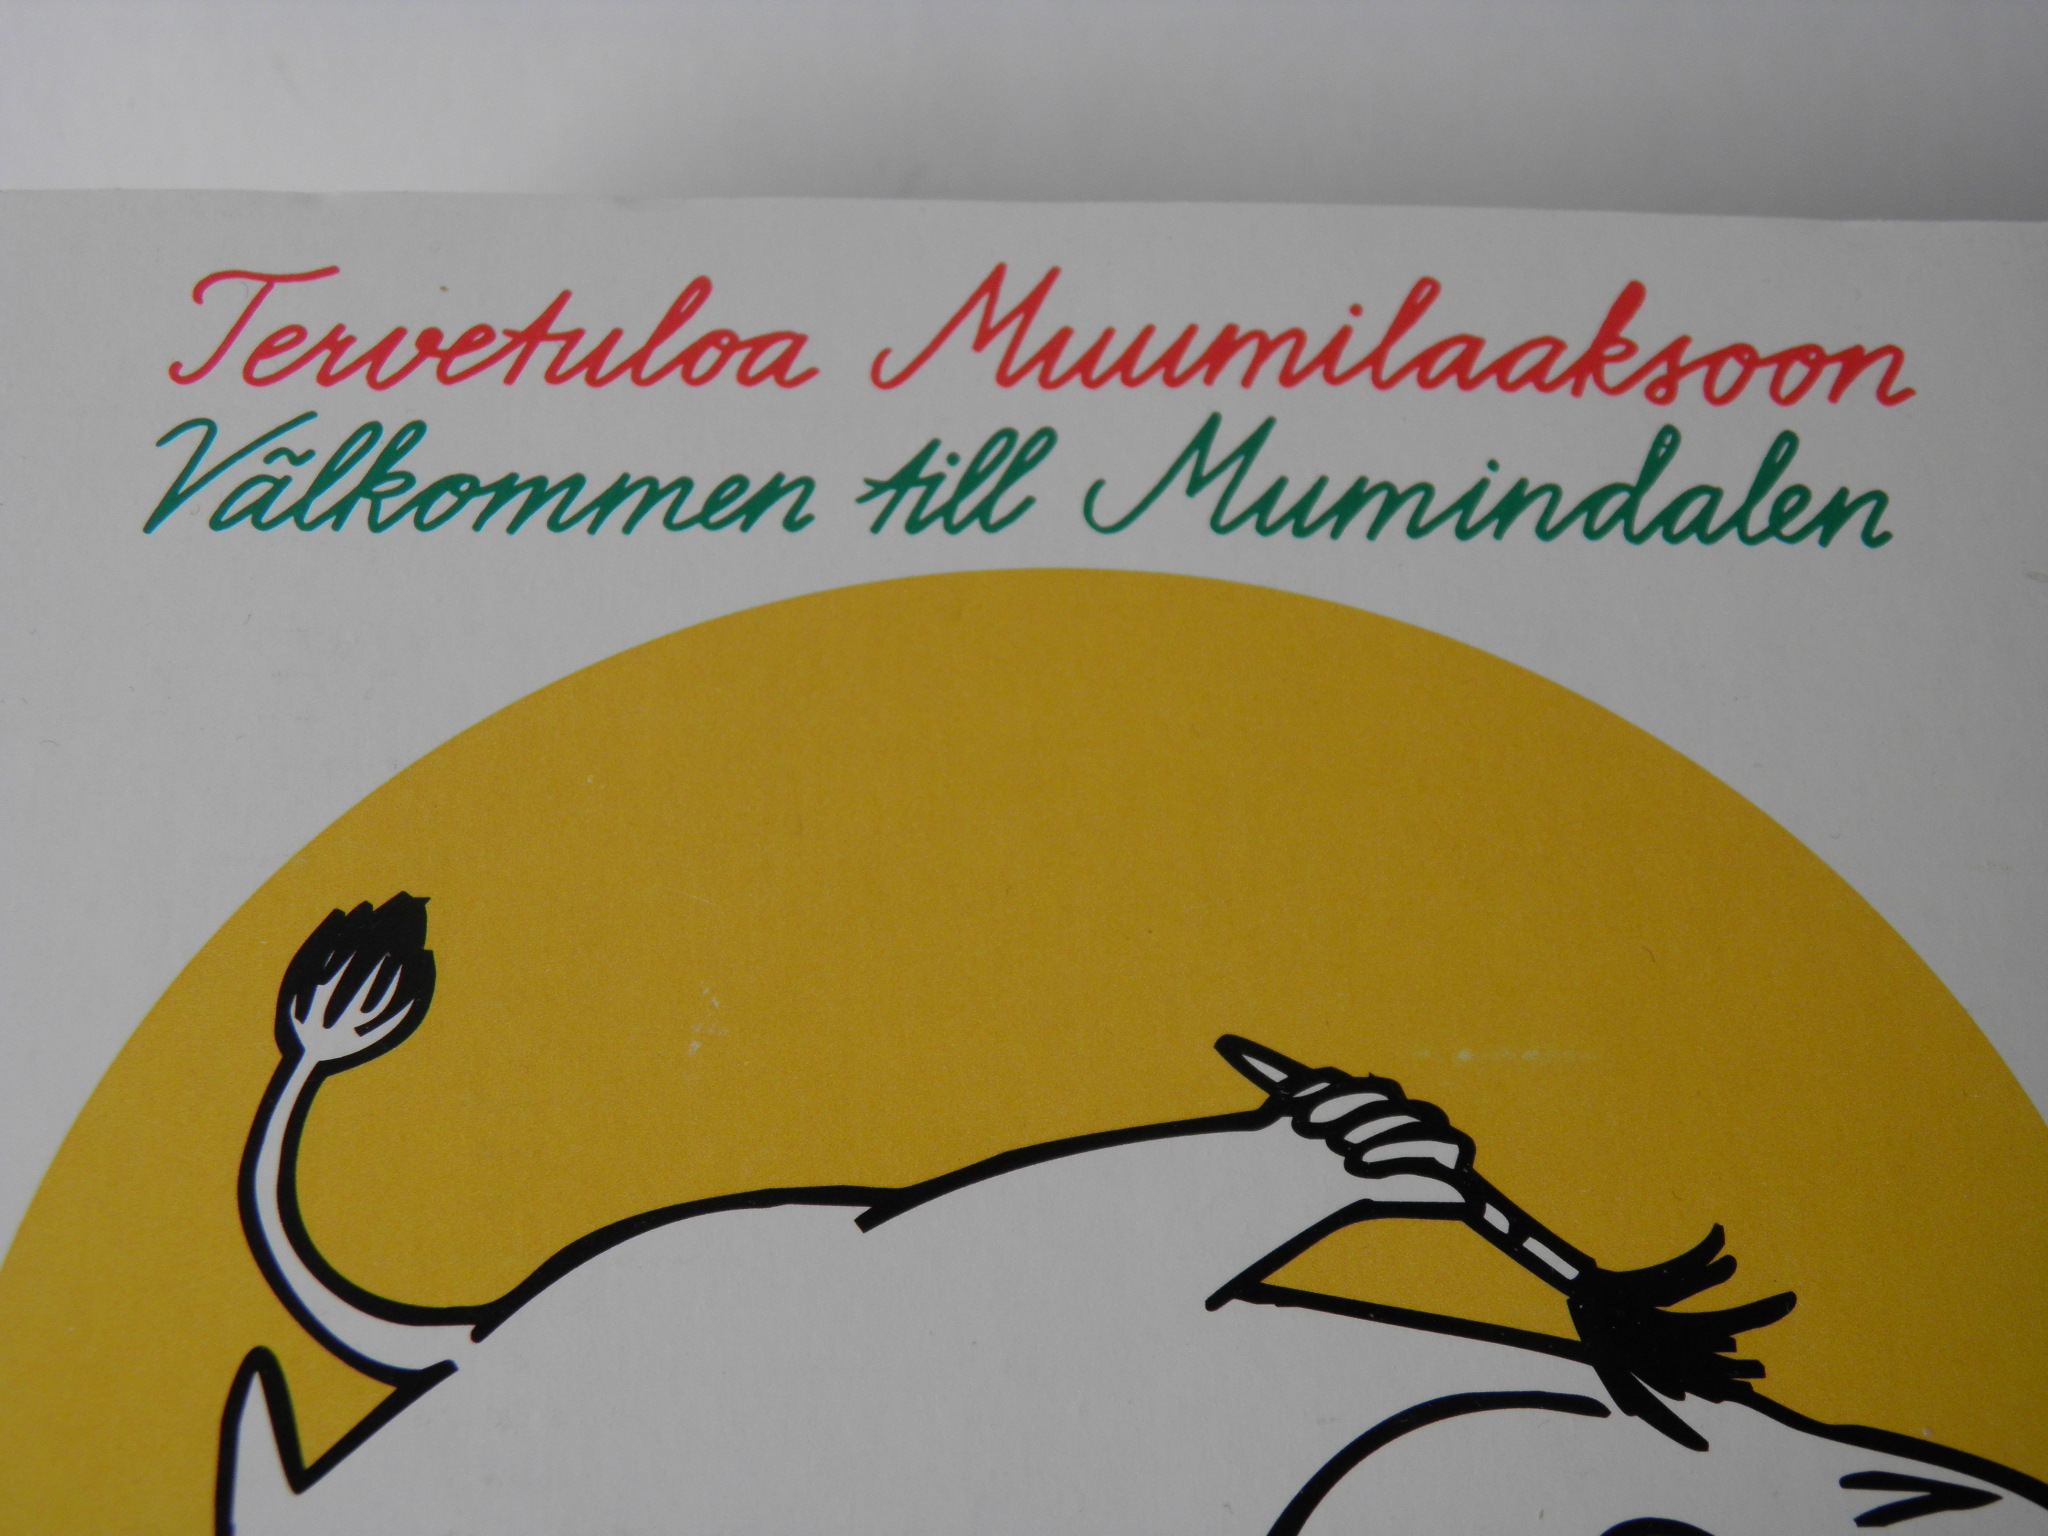 Tervetuloa Muumilaaksoon
Välkommen till Mumindalen